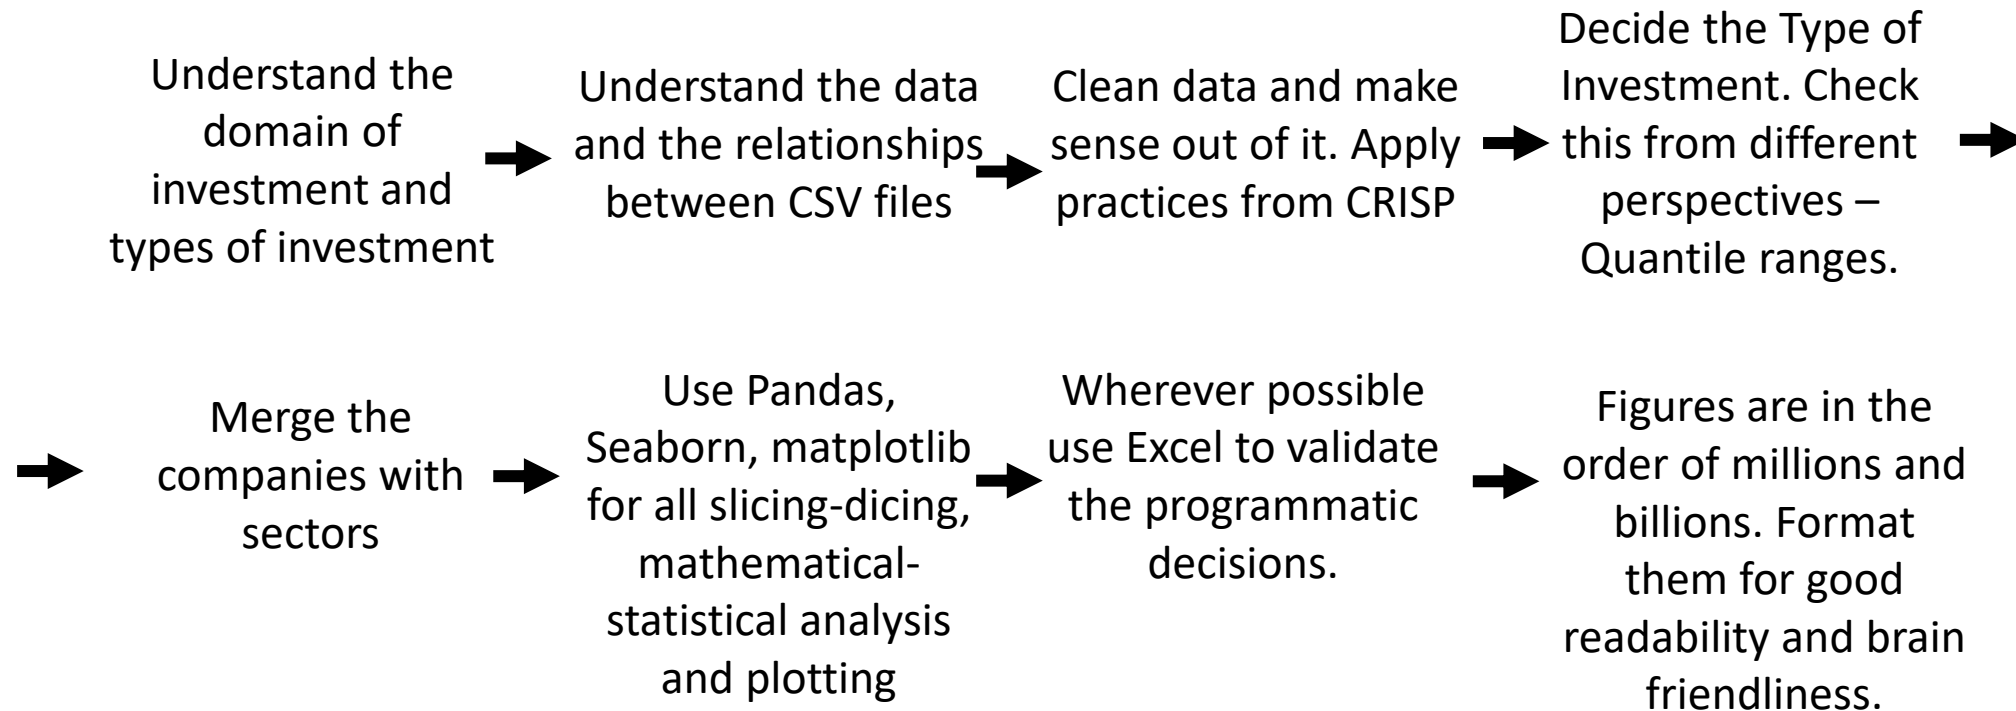 Understand the
domain of
investment and
types of investment
Understand the data
and the relationships
between CSV files
Clean data and make
sense out of it. Apply
practices from CRISP
Decide the Type of
Investment. Check
this from different
perspectives –
Quantile ranges.
Merge the
companies with
sectors
Use Pandas,
Seaborn, matplotlib
for all slicing-dicing,
mathematical-
statistical analysis
and plotting
Wherever possible
use Excel to validate
the programmatic
decisions.
Figures are in the
order of millions and
billions. Format
them for good
readability and brain
friendliness.